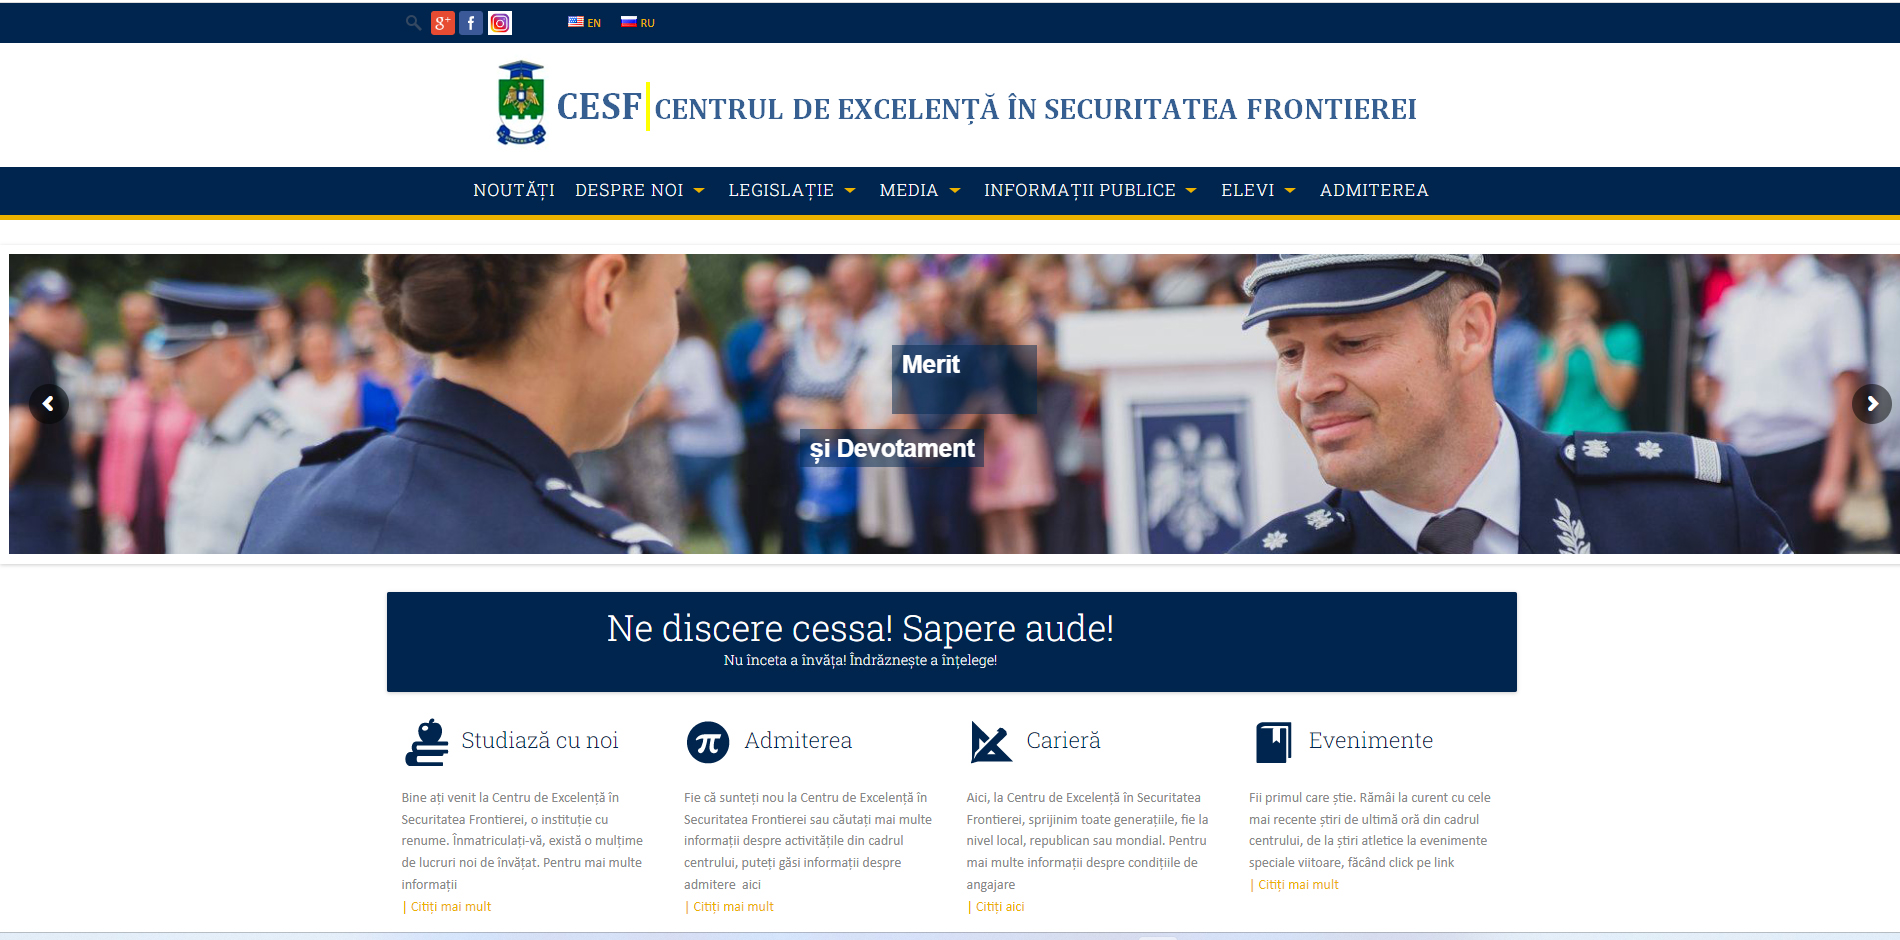 EN RU
CESF CENTRUL DE EXCELENȚĂ ÎN SECURITATEA FRONTIEREI
NOUTĂȚI DESPRE NOI LEGISLAȚIE MEDIA INFORMAȚII PUBLICE ELEVI ADMITEREA
Merit
și Devotament
Ne discere cessa! Sapere aude!
Nu înceta a învăța! Îndrăznește a înțelege!
Studiază cu noi
Bine ați venit la Centru de Excelență în
Securitatea Frontierei, o instituție cu
renume. Înmatriculați-vă, există o mulțime
de lucruri noi de învățat. Pentru mai multe
informații
| Citiți mai mult
Admiterea
Fie că sunteți nou la Centru de Excelență în
Securitatea Frontierei sau căutați mai multe
informații despre activitățile din cadrul
centrului, puteți găsi informații despre
admitere aici
| Citiți mai mult
Carieră
Aici, la Centru de Excelență în Securitatea
Frontierei, sprijinim toate generațiile, fie la
nivel local, republican sau mondial. Pentru
mai multe informații despre condițiile de
angajare
| Citiți aici
Evenimente
Fii primul care știe. Rămâi la curent cu cele
mai recente știri de ultimă oră din cadrul
centrului, de la știri atletice la evenimente
speciale viitoare, făcând click pe link
| Citiți mai mult